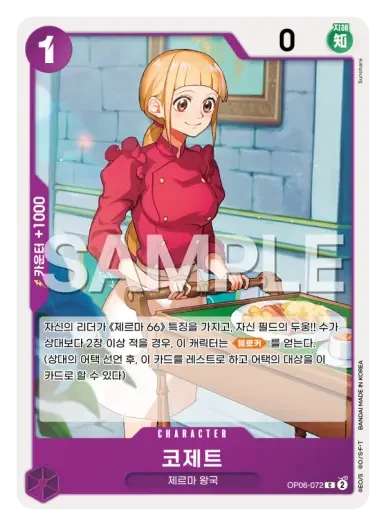 1
0
지혜
知
Sunohara
카운터 +1000
SAMPLE
자신의 리더가 《제르마 66》 특징을 가지고, 자신 필드의 두웅!! 수가
상대보다 2장 이상 적을 경우, 이 캐릭터는 블로커 를 얻는다.
(상대의 어택 선언 후, 이 카드를 레스트로 하고 어택의 대상을 이
카드로 할 수 있다)
CHARACTER
코제트
제르마 왕국
OP06-072 C 2
©E.O/S. ©E.O./S.,F.・T BANDAI MADE IN KOREA